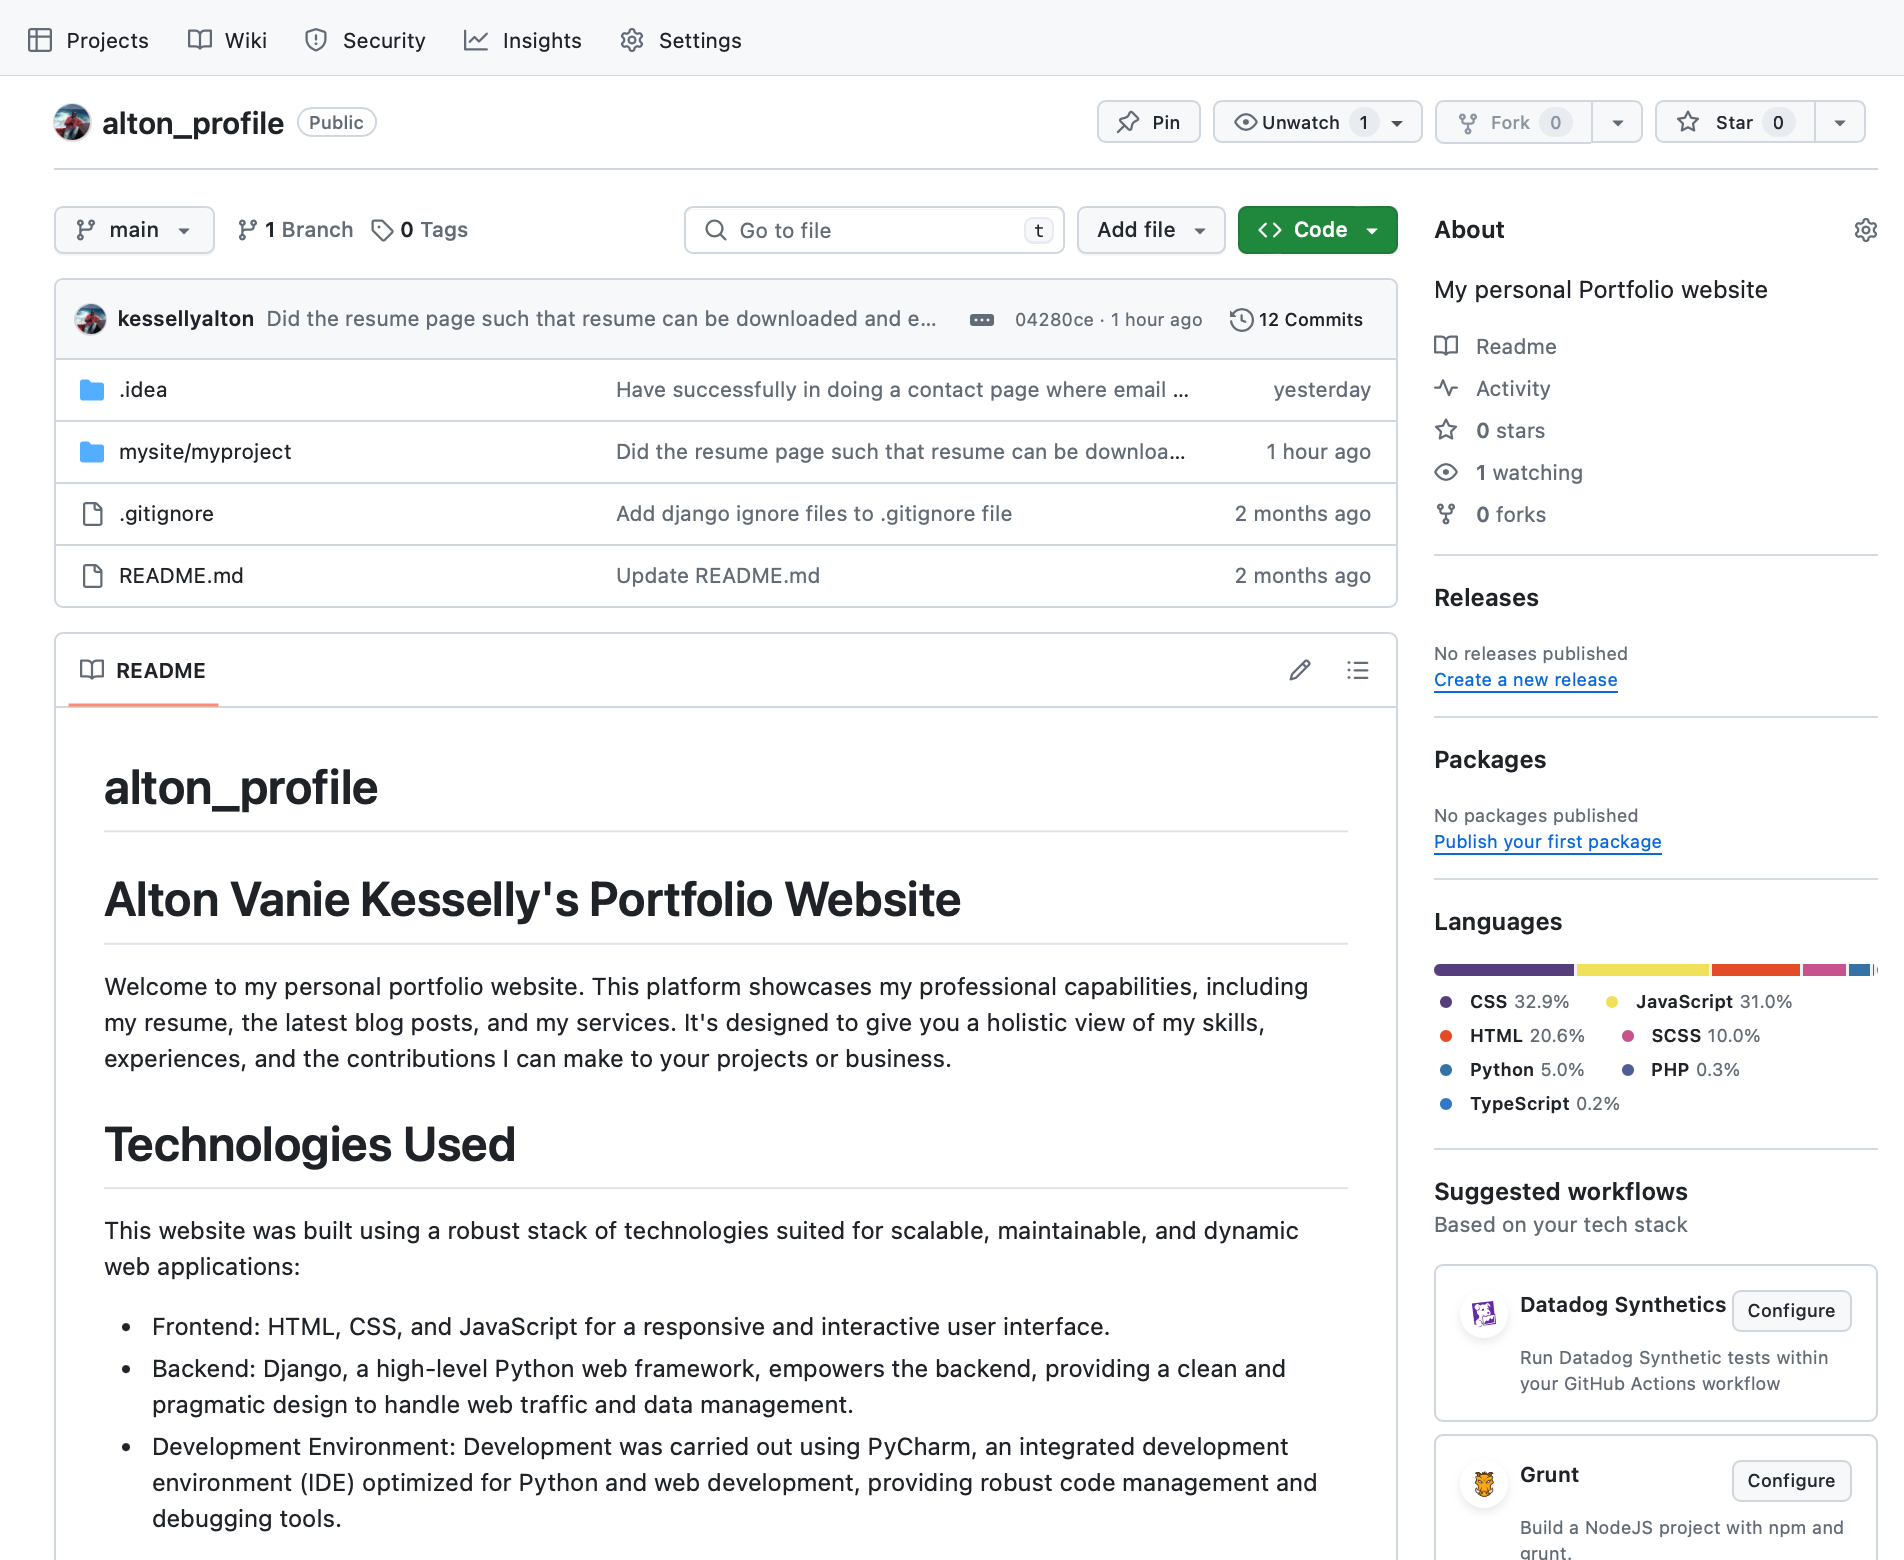 Projects Wiki Security Insights Settings
alton_profile Public Pin Unwatch 1 Fork 0 Star 0
main 1 Branch 0 Tags Go to file t Add file Code
kessellyalton Did the resume page such that resume can be downloaded and e... 04280ce · 1 hour ago 12 Commits
.idea Have successfully in doing a contact page where email ... yesterday
mysite/myproject Did the resume page such that resume can be downloa... 1 hour ago
.gitignore Add django ignore files to .gitignore file 2 months ago
README.md Update README.md 2 months ago
README
alton_profile
Alton Vanie Kesselly's Portfolio Website
Welcome to my personal portfolio website. This platform showcases my professional capabilities, including
my resume, the latest blog posts, and my services. It's designed to give you a holistic view of my skills,
experiences, and the contributions I can make to your projects or business.
Technologies Used
This website was built using a robust stack of technologies suited for scalable, maintainable, and dynamic
web applications:
• Frontend: HTML, CSS, and JavaScript for a responsive and interactive user interface.
• Backend: Django, a high-level Python web framework, empowers the backend, providing a clean and
pragmatic design to handle web traffic and data management.
• Development Environment: Development was carried out using PyCharm, an integrated development
environment (IDE) optimized for Python and web development, providing robust code management and
debugging tools.
About
My personal Portfolio website
Readme
Activity
0 stars
1 watching
0 forks
Releases
No releases published
Create a new release
Packages
No packages published
Publish your first package
Languages
CSS 32.9% JavaScript 31.0%
HTML 20.6% SCSS 10.0%
Python 5.0% PHP 0.3%
TypeScript 0.2%
Suggested workflows
Based on your tech stack
Datadog Synthetics Configure
Run Datadog Synthetic tests within
your GitHub Actions workflow
Grunt Configure
Build a NodeJS project with npm and
grunt.